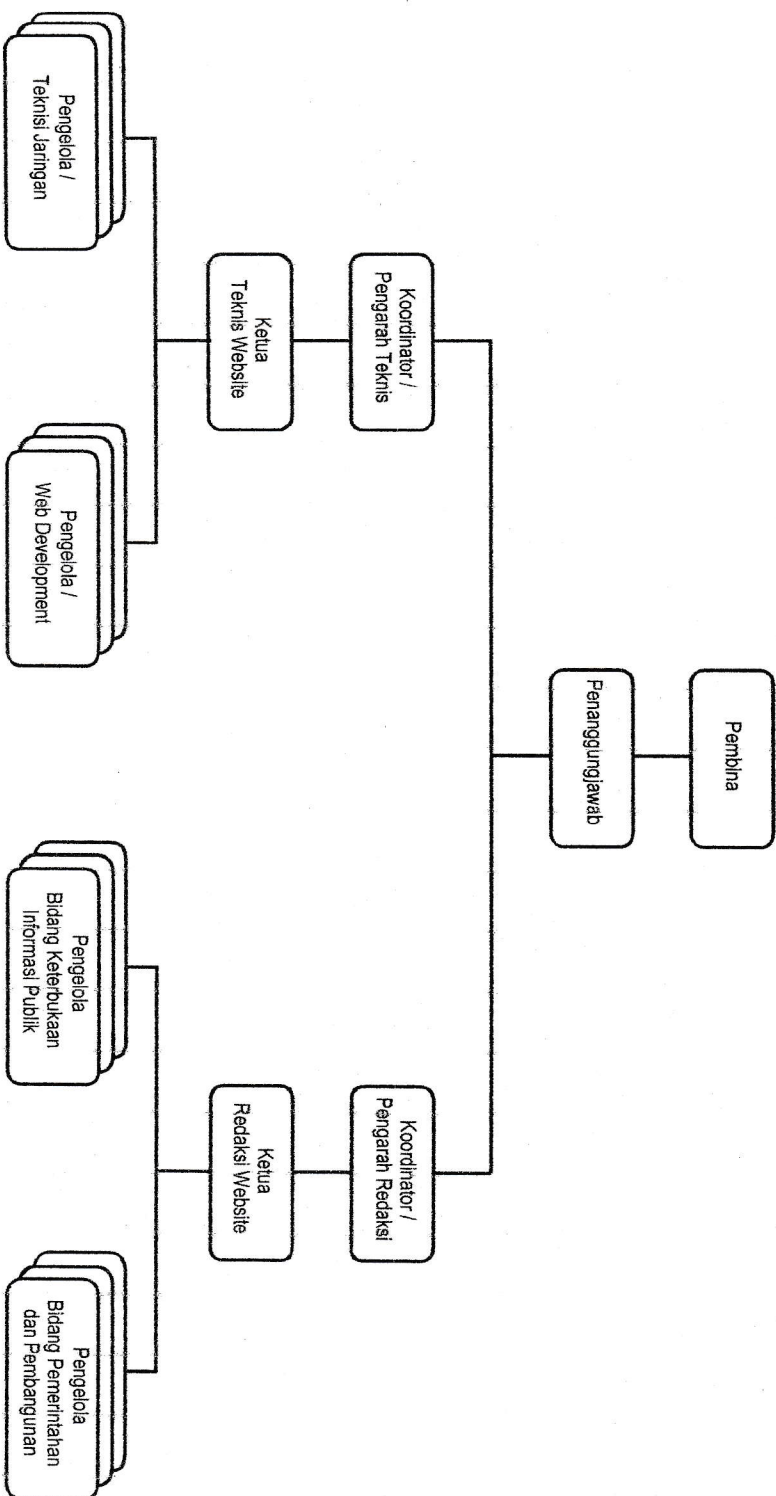 Pembina
Penanggungjawab
Koordinator /
Pengarah Teknis
Koordinator /
Pengarah Redaksi
Ketua
Teknis Website
Ketua
Redaksi Website
Pengelola /
Teknisi Jaringan
Pengelola /
Web Development
Pengelola
Bidang Keterbukaan
Informasi Publik
Pengelola
Bidang Pemerintahan
dan Pembangunan